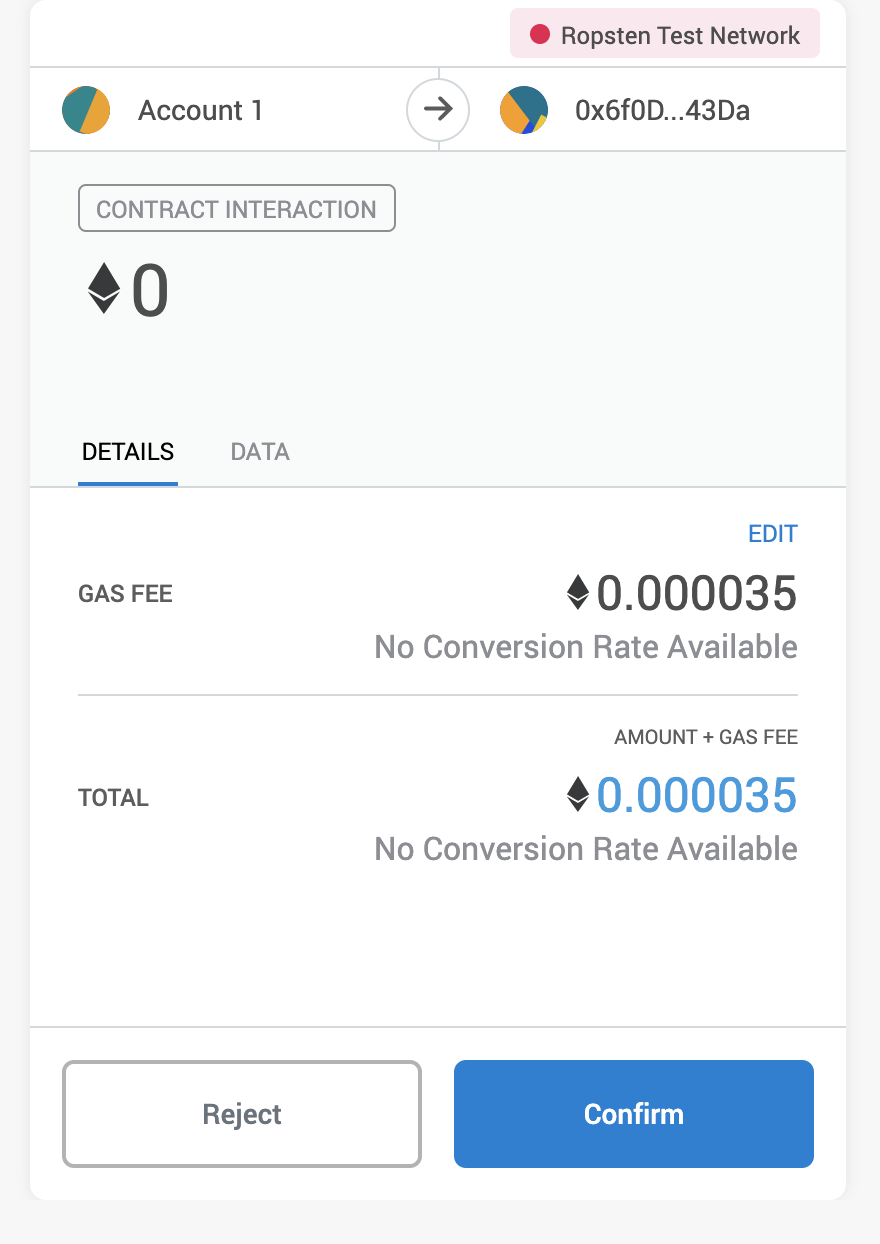 Ropsten Test Network
Account 1
0x6f0D...43Da
CONTRACT INTERACTION
0
DETAILS
DATA
EDIT
GAS FEE
0.000035
No Conversion Rate Available
AMOUNT + GAS FEE
TOTAL
0.000035
No Conversion Rate Available
Reject
Confirm